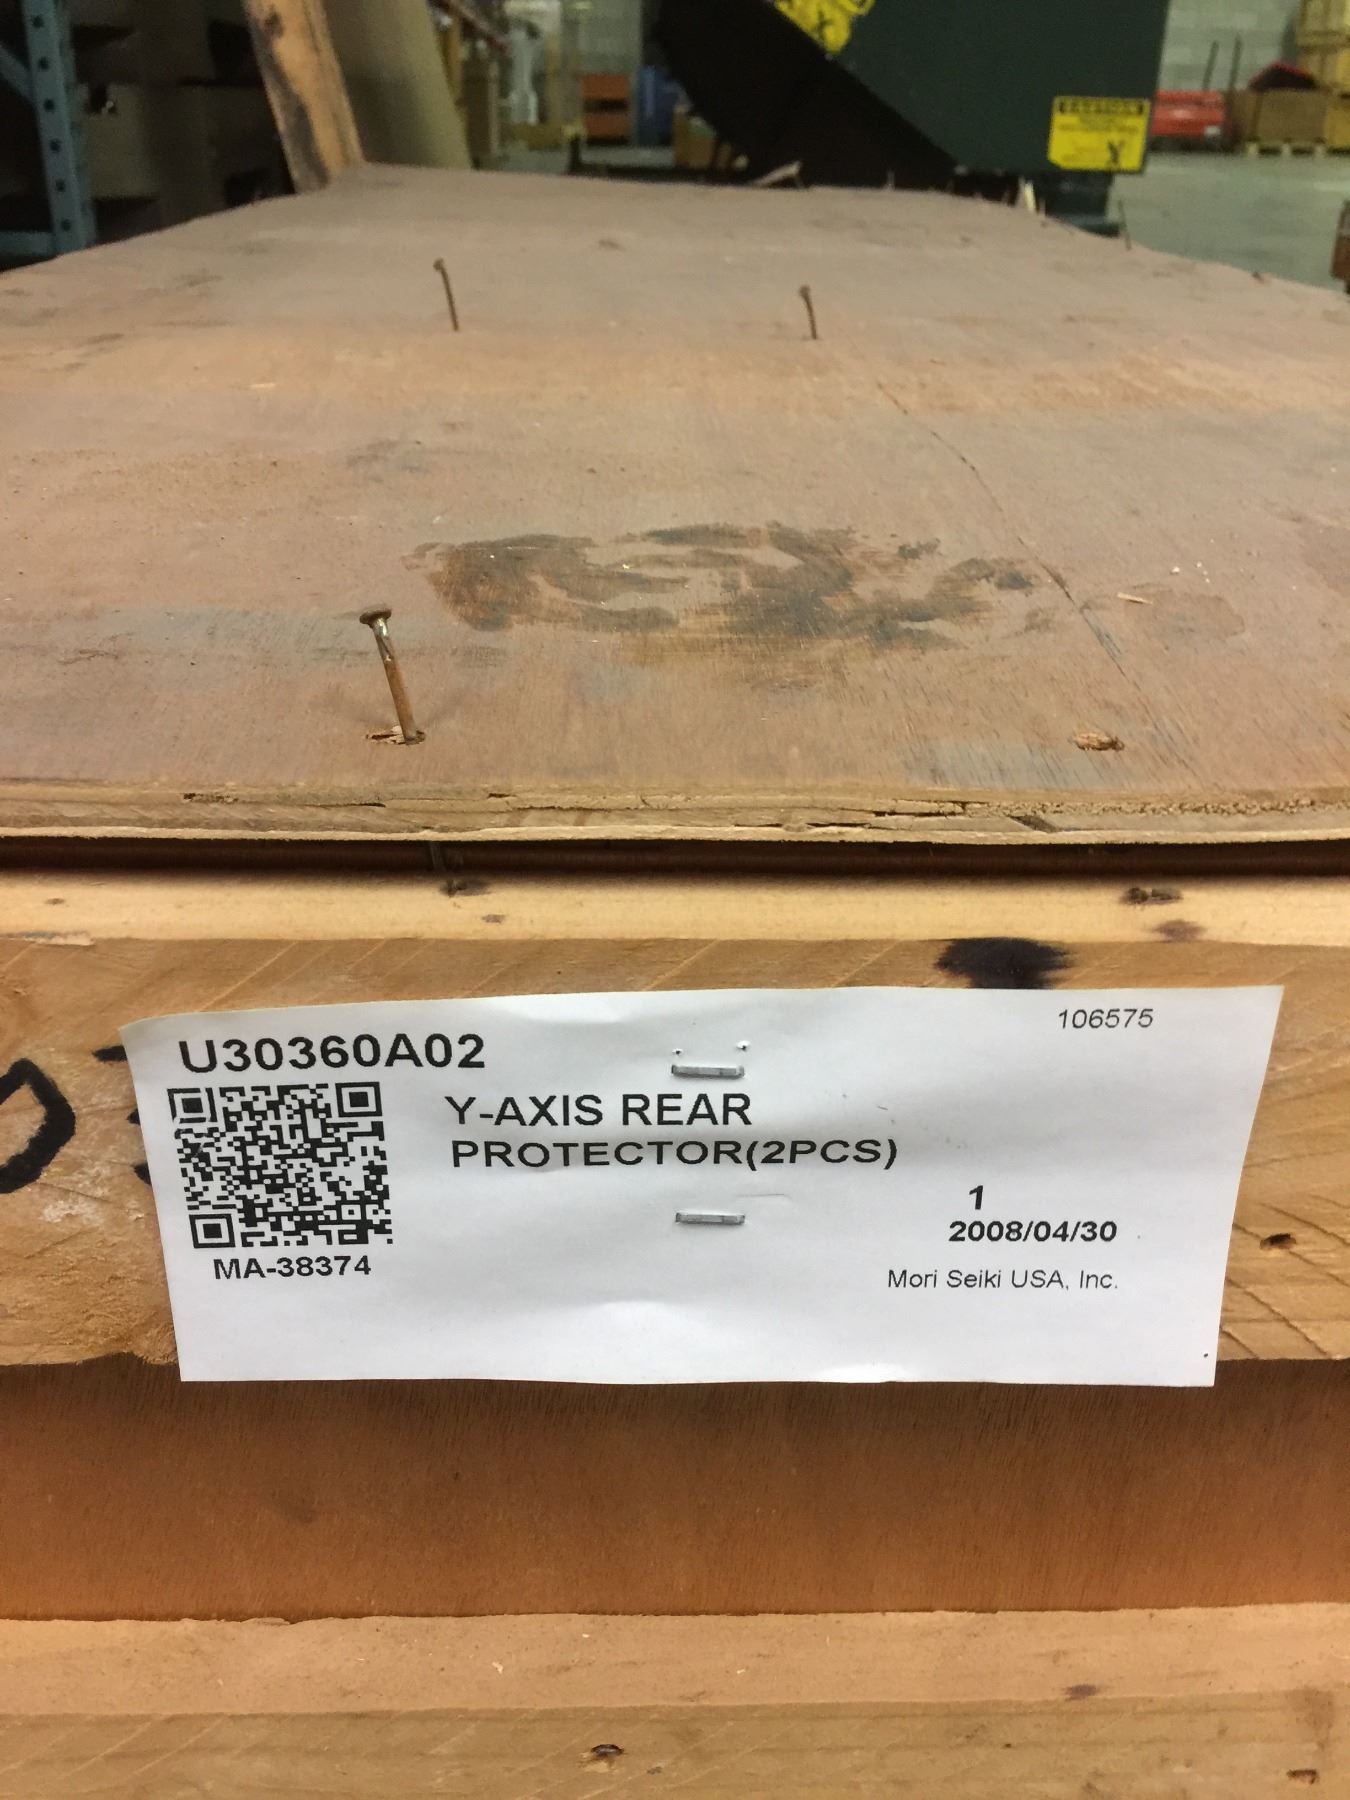 106575
U30360A02
Y-AXIS REAR
PROTECTOR(2PCS)
1
2008/04/30
MA-38374
Mori Seiki USA, Inc.